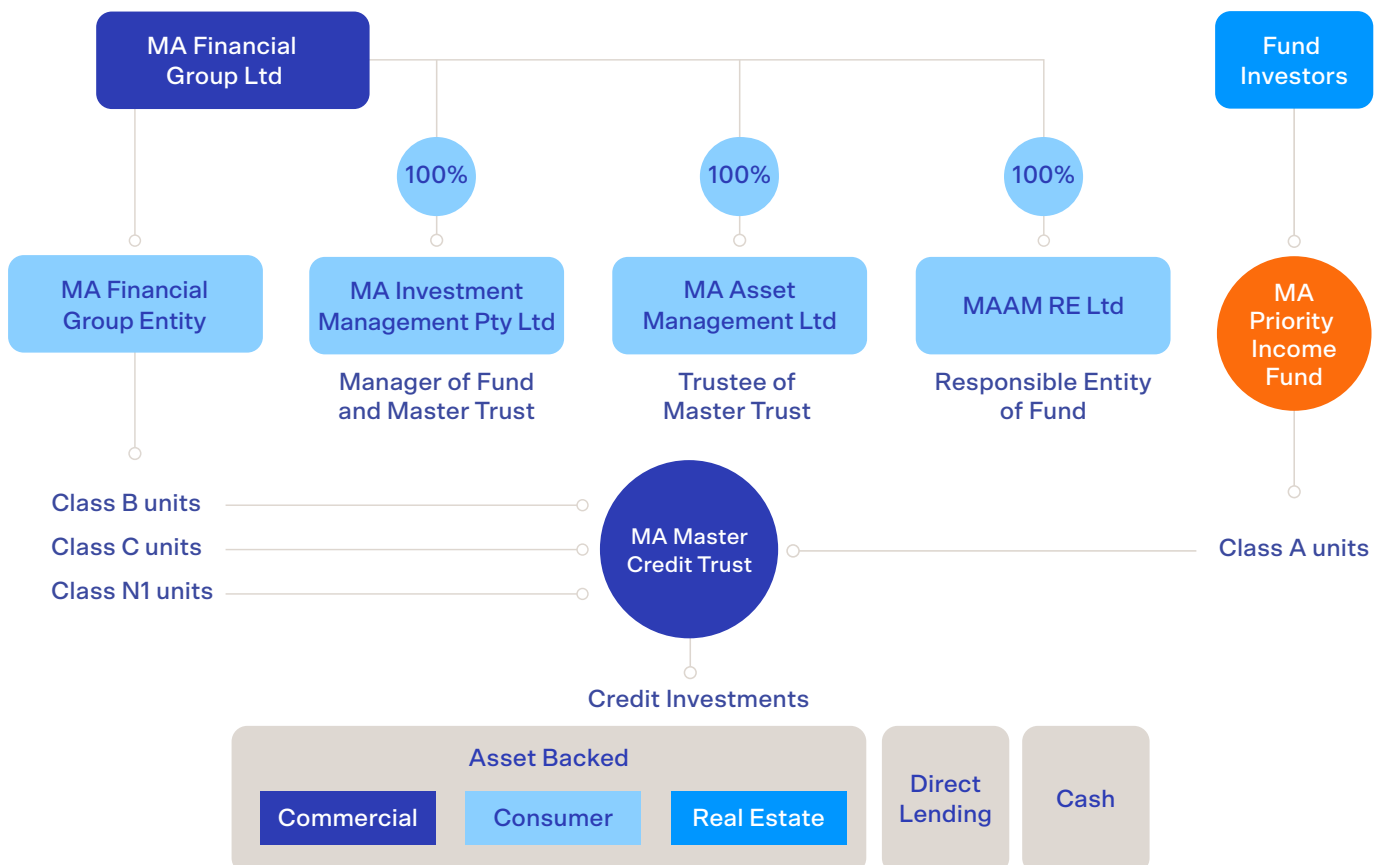 MA Financial
Group Ltd
Fund
Investors
100%
100%
100%
MA Financial
Group Entity
MA Investment
Management Pty Ltd
MA Asset
Management Ltd
MAAM RE Ltd
MA
Priority
Income
Fund
Manager of Fund
and Master Trust
Trustee of
Master Trust
Responsible Entity
of Fund
Class B units
Class C units
Class N1 units
MA Master
Credit Trust
Class A units
Credit Investments
Asset Backed
Commercial
Consumer
Real Estate
Direct
Lending
Cash